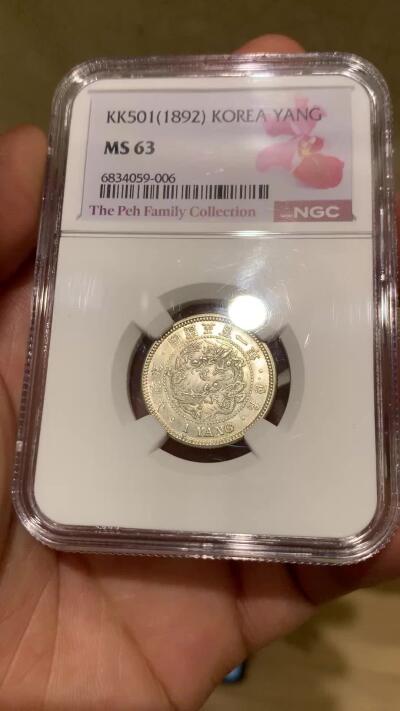 KK501(1892) KOREA YANG
MS 63
6834059-006
The Peh Family Collection
NGC
1 YANG